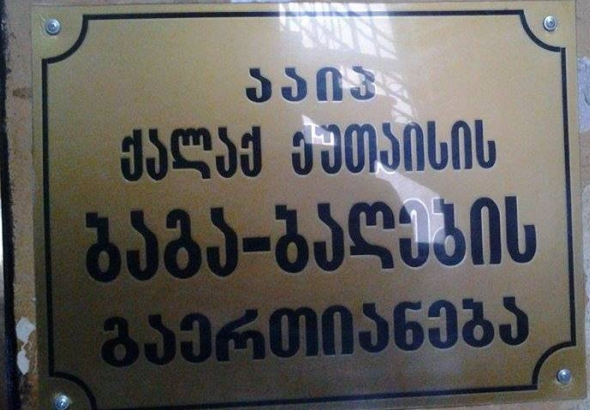 ააიპ
ქალაქ ქუთაისის
ბაგა-ბაღების
გაერთიანება